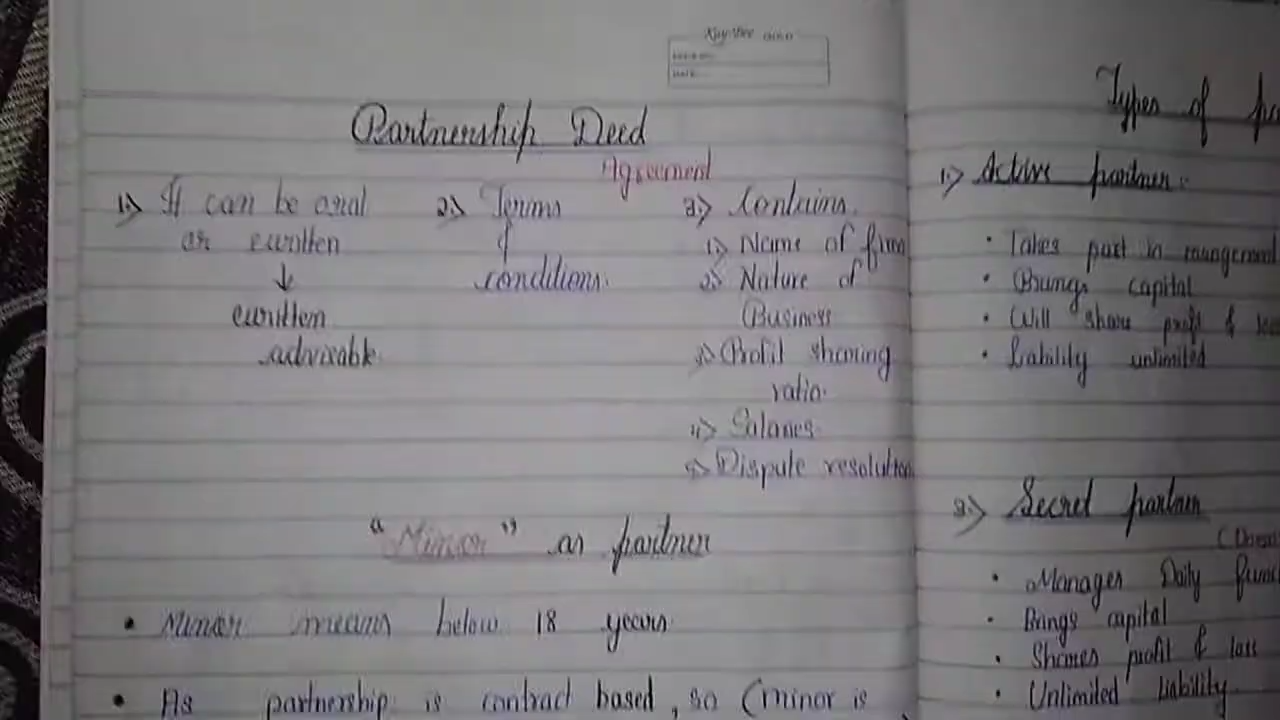 Partnership Deed
Agreement
1) It can be oral
or written
↓
written
advisable
2) Terms
&
conditions.
3) Contains
1) Name of firm
2) Nature of
Business
3) Profit sharing
ratio.
4) Salaries
5) Dispute resolution
"Minor" as partner
• Minor means below 18 years.
• As partnership is contract based, so (minor is
Types of
1) Active partner:
• Takes part in management
• Brings capital
• Will share profit &
• Liability unlimited
2) Secret partner
• Manages Daily
• Bings capital
• Shares profit & loss
• Unlimited liability